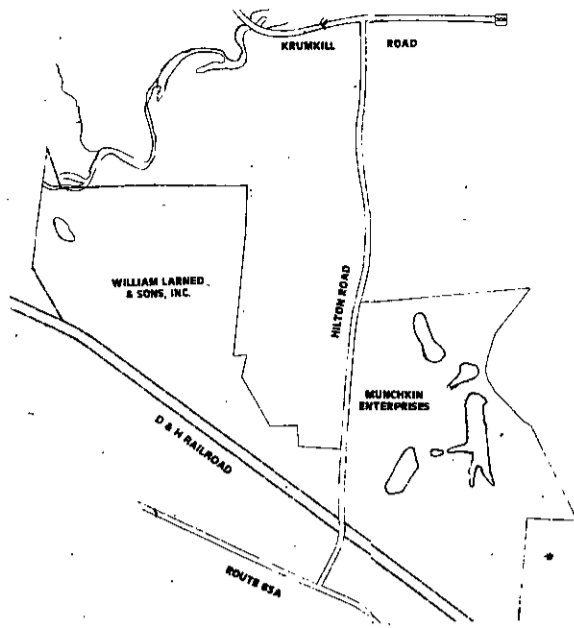 KRUMKILL ROAD
WILLIAM LARNED
& SONS, INC.
HILTON ROAD
MUNCHKIN
ENTERPRISES
D & H RAILROAD
ROUTE 85A